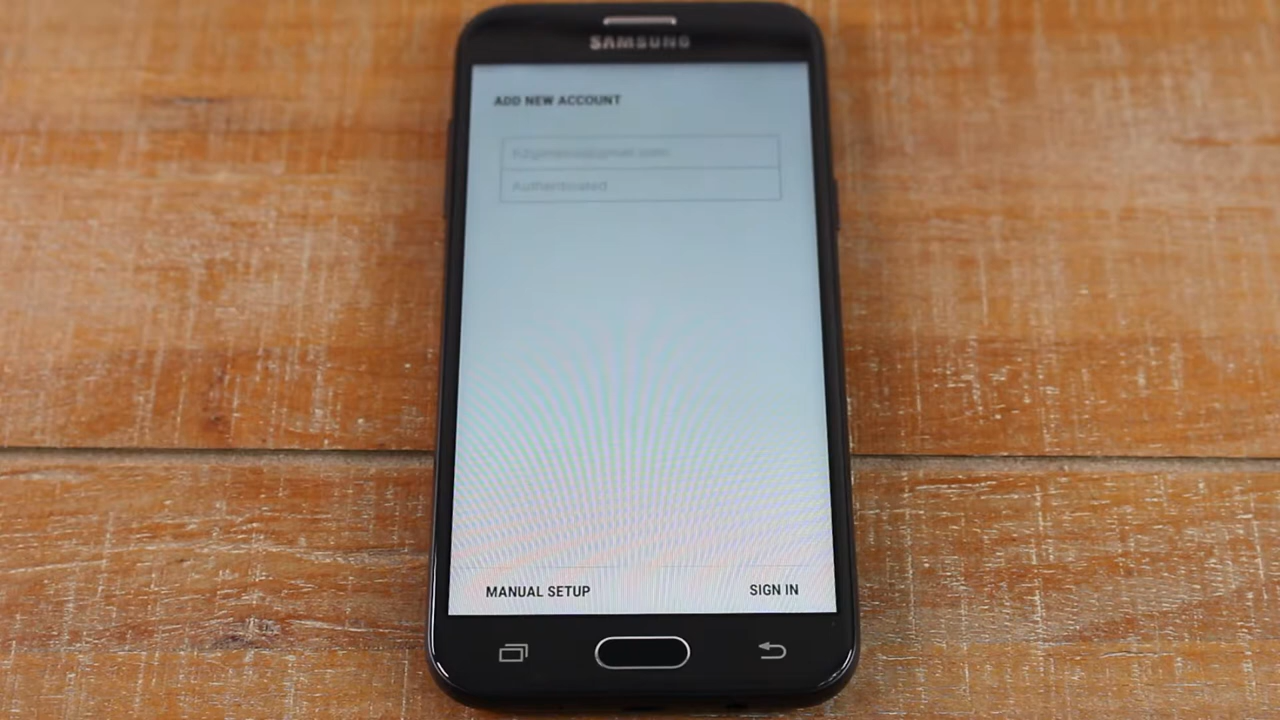 SAMSUNG
ADD NEW ACCOUNT
Authenticated
MANUAL SETUP
SIGN IN